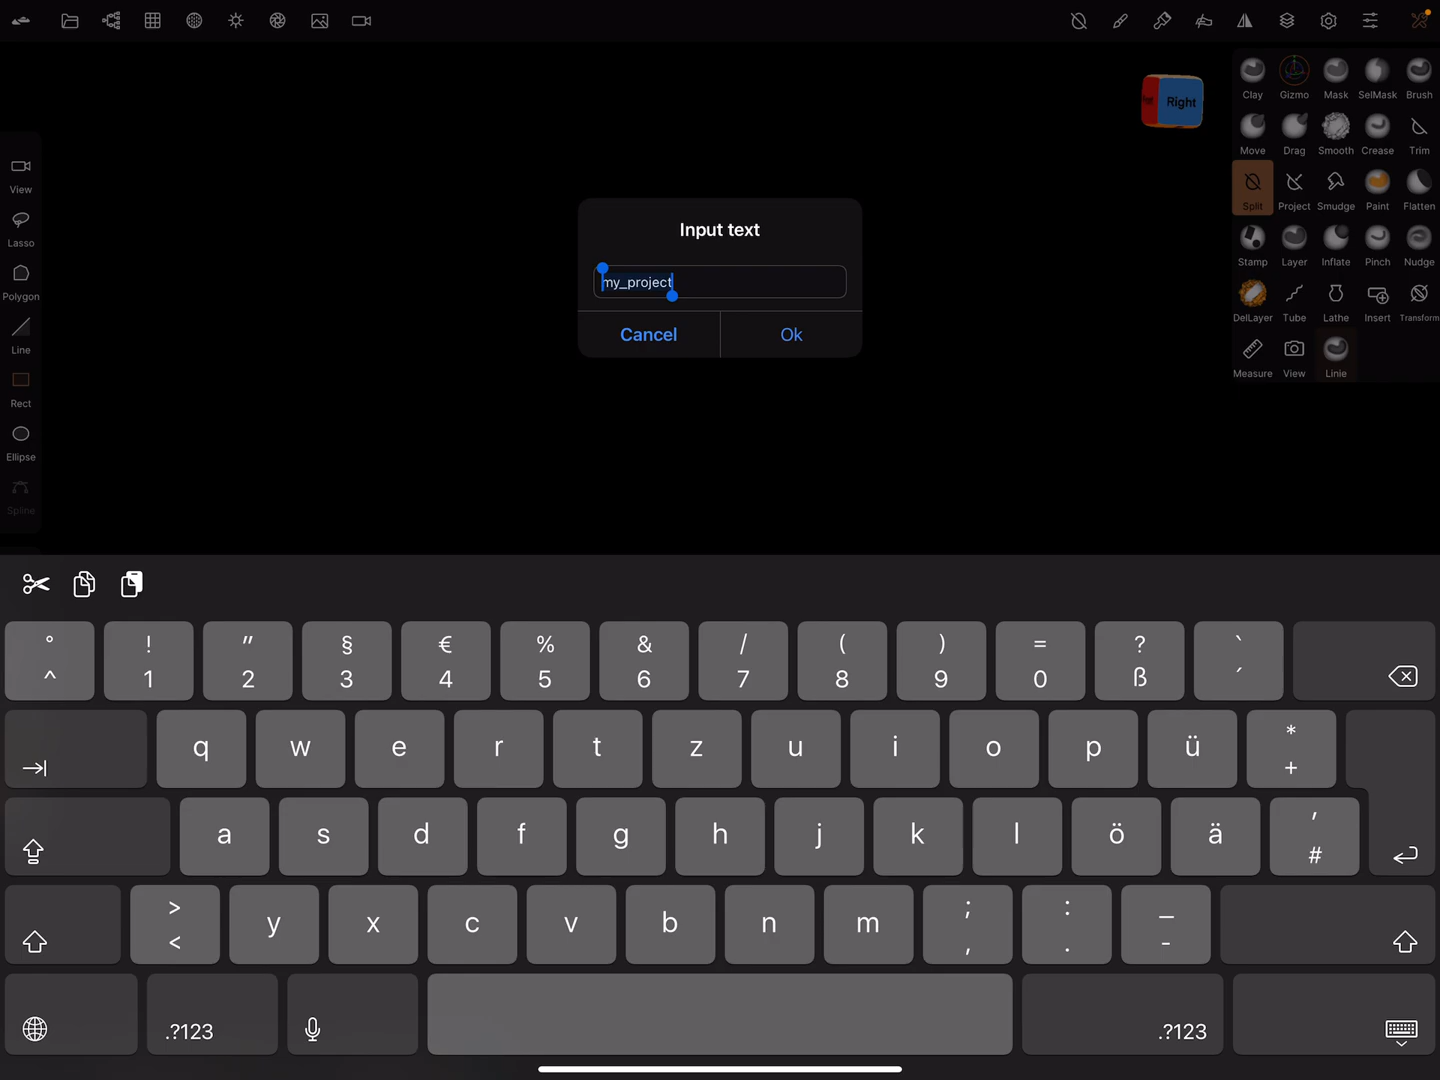 Right
Clay
Gizmo
Mask
SelMask
Brush
Move
Drag
Smooth
Crease
Trim
Split
Project
Smudge
Paint
Flatten
Stamp
Layer
Inflate
Pinch
Nudge
DelLayer
Tube
Lathe
Insert
Transform
Measure
View
Linie
View
Lasso
Polygon
Line
Rect
Ellipse
Spline
Input text
my_project
Cancel
Ok
° ! " § € % & / ( ) = ? `
^ 1 2 3 4 5 6 7 8 9 0 ß ´
q w e r t z u i o p ü * +
a s d f g h j k l ö ä ' #
> < y x c v b n m ; , : . _ -
.?123
.?123